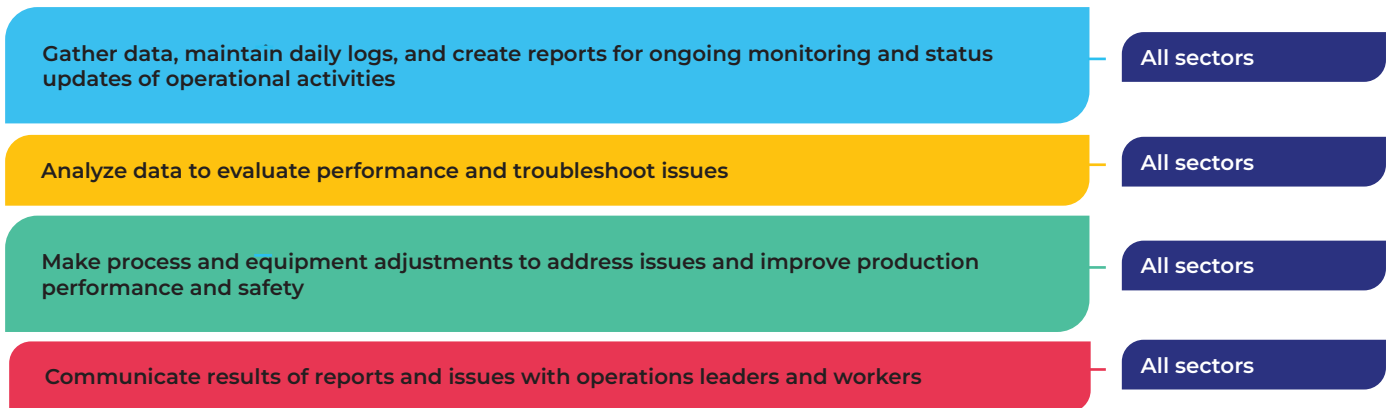 Gather data, maintain daily logs, and create reports for ongoing monitoring and status
updates of operational activities
All sectors
Analyze data to evaluate performance and troubleshoot issues
All sectors
Make process and equipment adjustments to address issues and improve production
performance and safety
All sectors
Communicate results of reports and issues with operations leaders and workers
All sectors